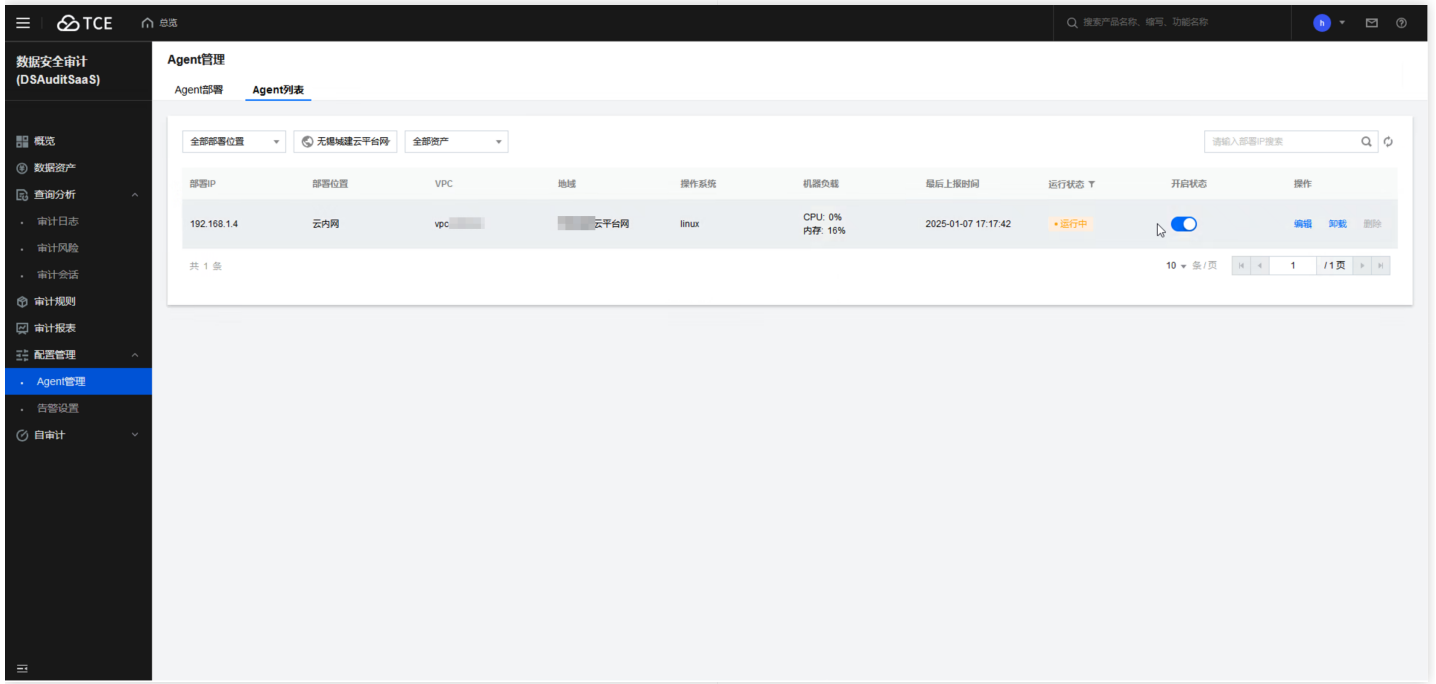 TCE 总览 搜索产品名称、缩写、功能名称 h
数据安全审计
(DSAuditSaaS)
概览
数据资产
查询分析
审计日志
审计风险
审计会话
审计规则
审计报表
配置管理
Agent管理
告警设置
自审计
Agent管理
Agent部署 Agent列表
全部部署位置 无锡城建云平台网 全部资产 请输入部署IP搜索
部署IP 部署位置 VPC 地域 操作系统 机器负载 最后上报时间 运行状态 开启状态 操作
192.168.1.4 云内网 vpc 云平台网 linux CPU: 0% 2025-01-07 17:17:42 运行中 编辑 卸载 删除
内存: 16%
共 1 条 10 条/页 1 /1页